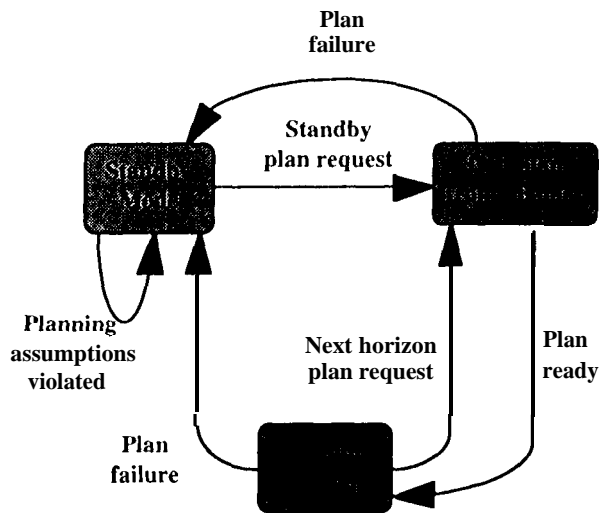 Plan
failure
Standby
plan request
Planning
assumptions
violated
Next horizon
plan request
Plan
ready
Plan
failure